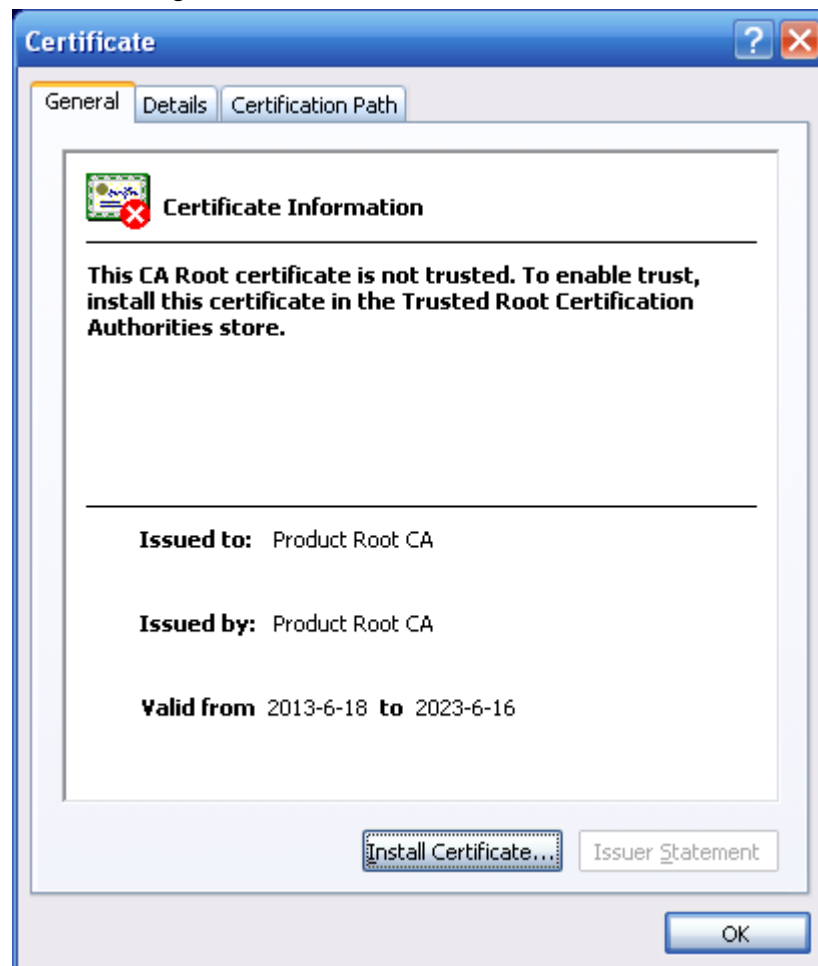 Certificate
General Details Certification Path
Certificate Information
This CA Root certificate is not trusted. To enable trust,
install this certificate in the Trusted Root Certification
Authorities store.
Issued to: Product Root CA
Issued by: Product Root CA
Valid from 2013-6-18 to 2023-6-16
Install Certificate... Issuer Statement
OK